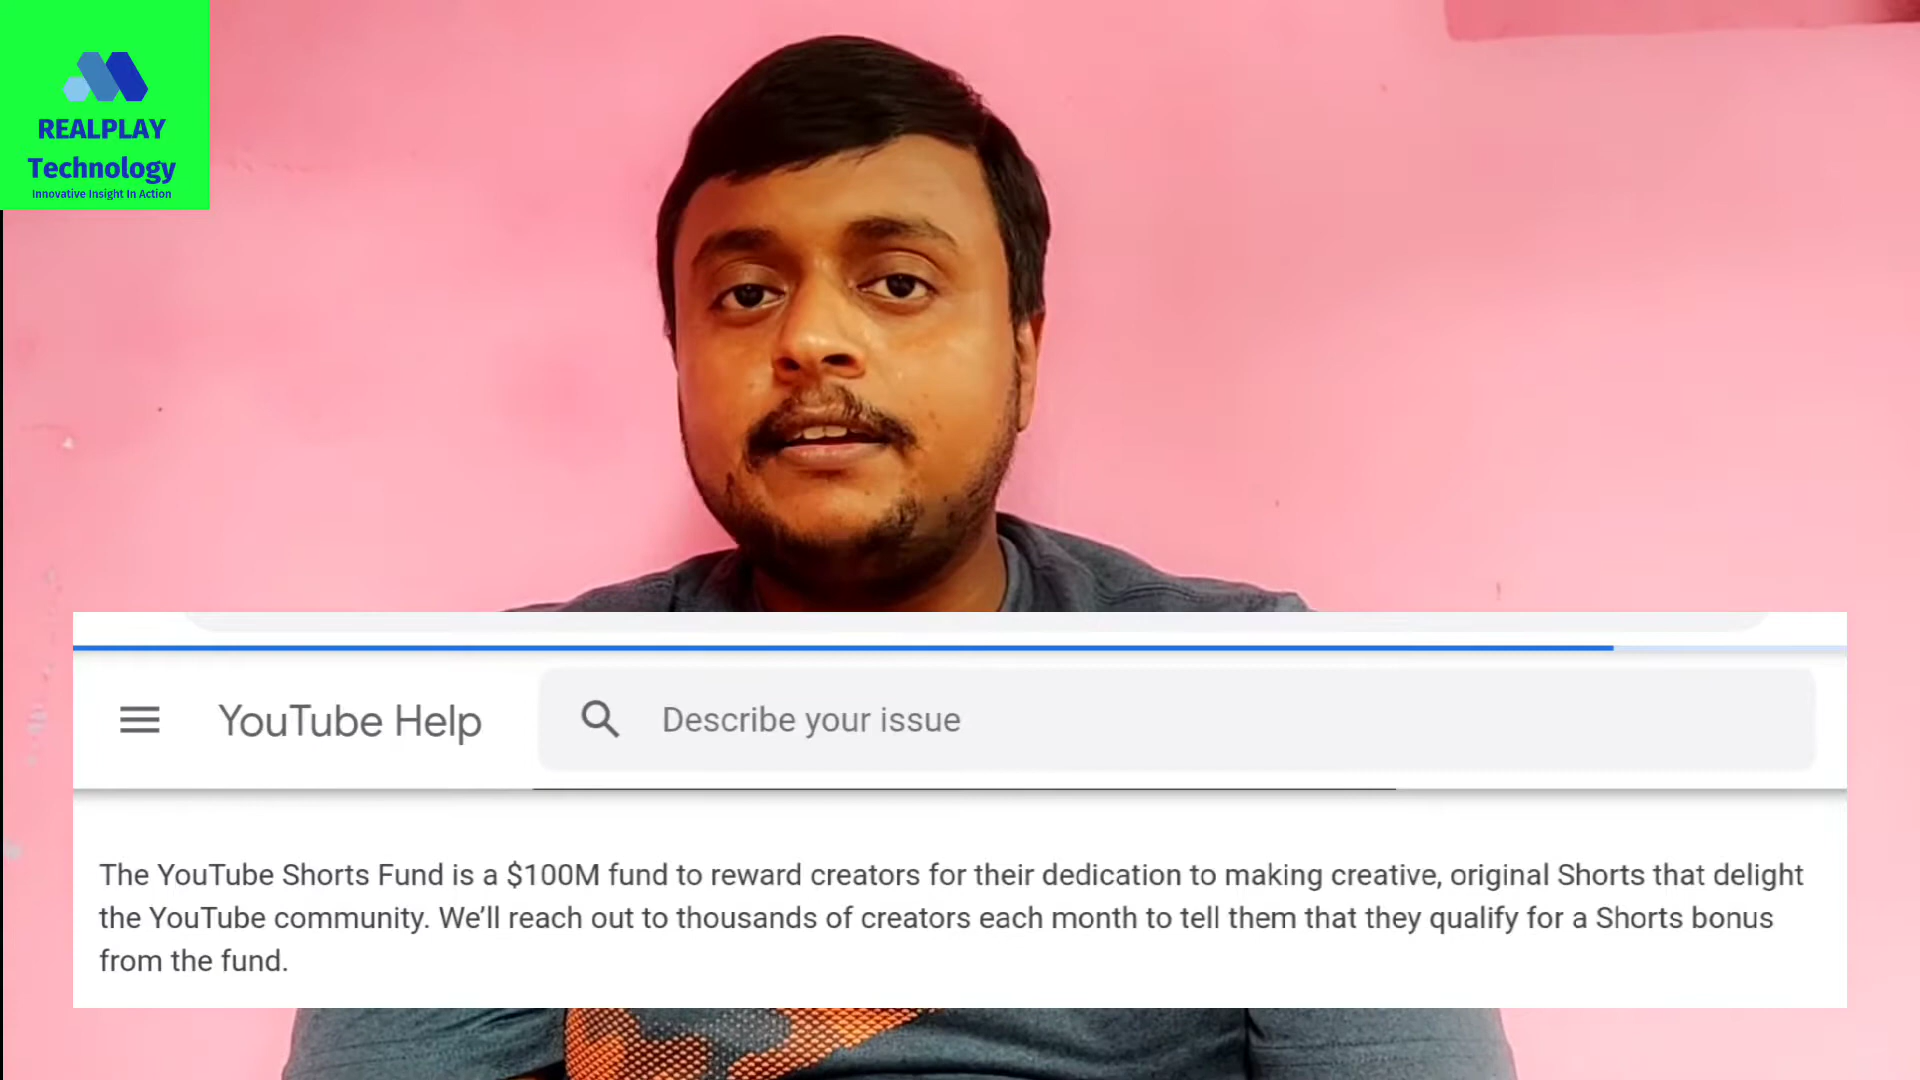 REALPLAY
Technology
Innovative Insight In Action
YouTube Help
Describe your issue
The YouTube Shorts Fund is a $100M fund to reward creators for their dedication to making creative, original Shorts that delight
the YouTube community. We’ll reach out to thousands of creators each month to tell them that they qualify for a Shorts bonus
from the fund.